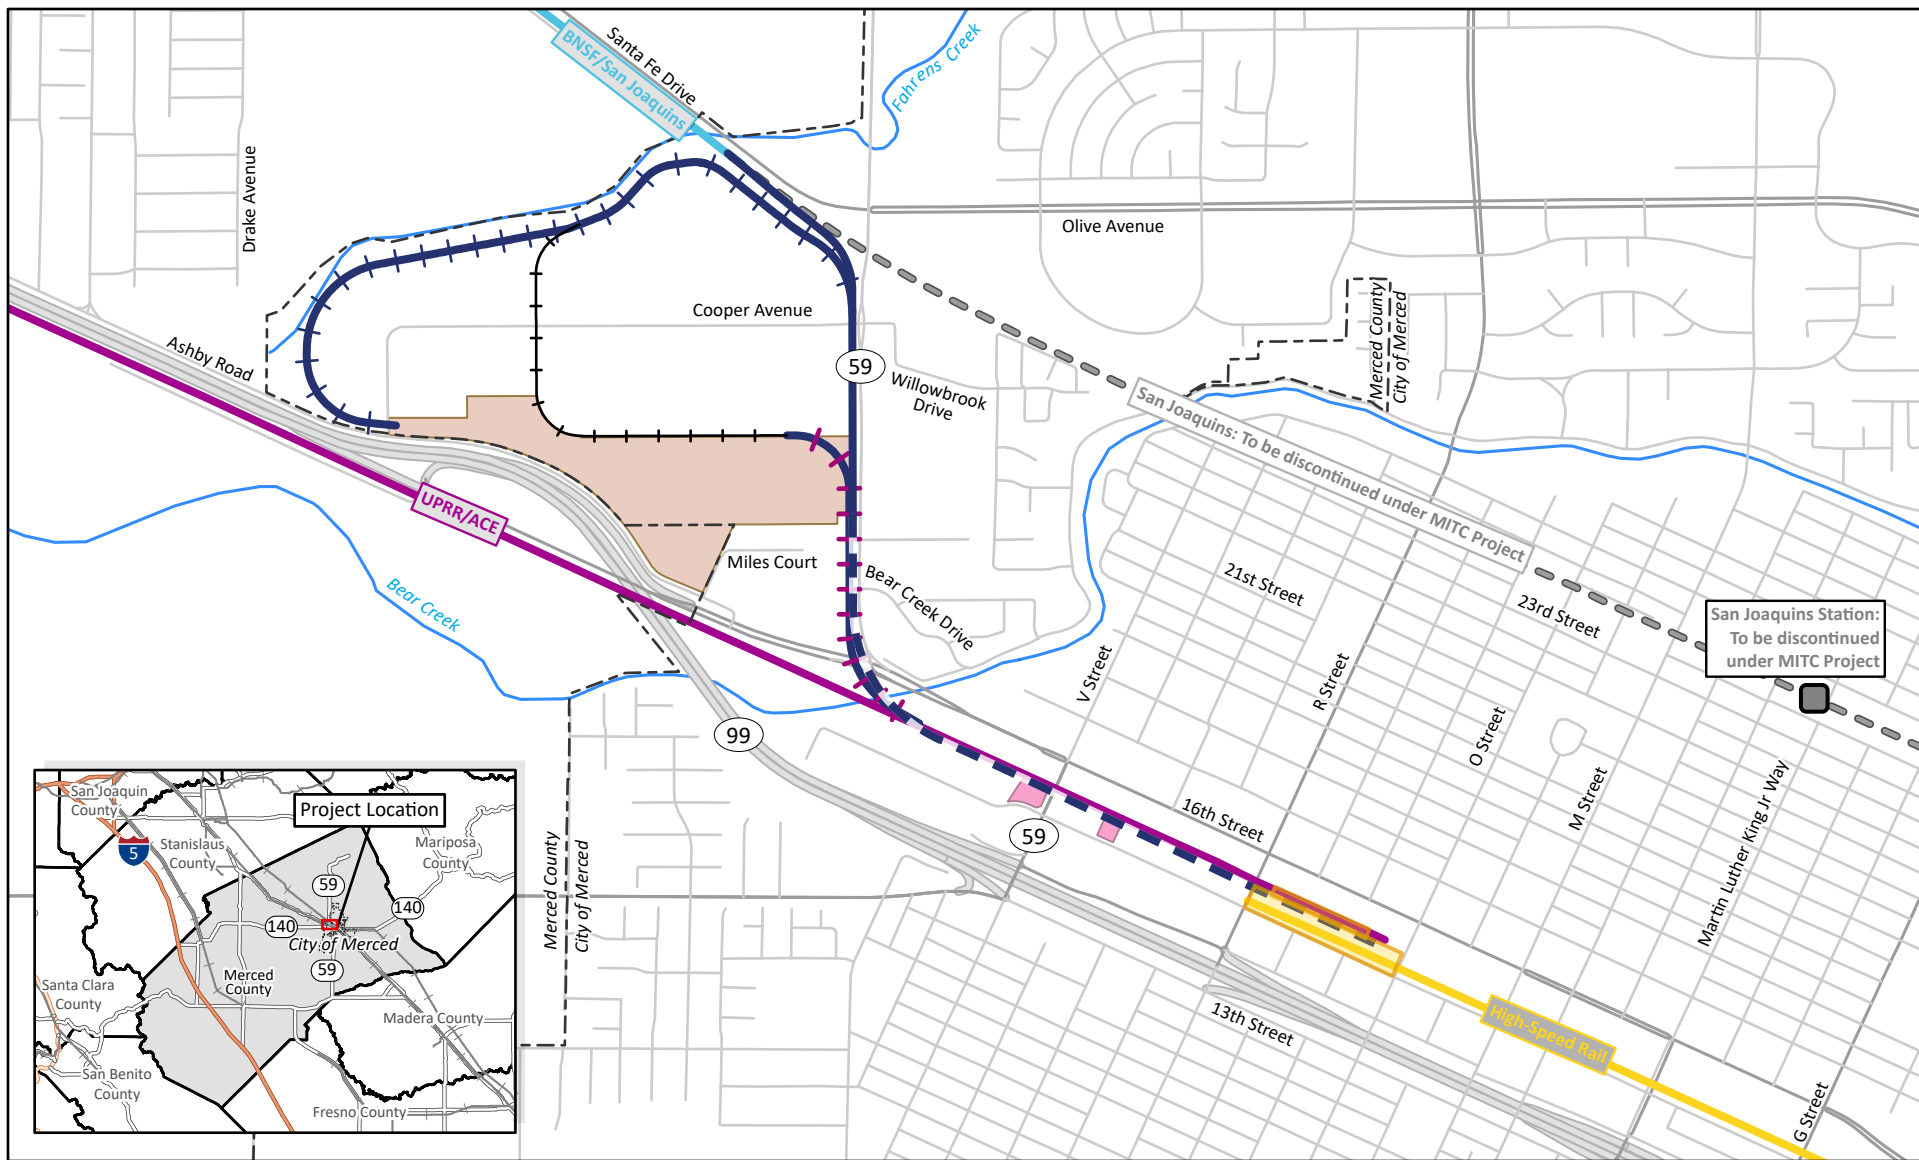 BNSF/San Joaquins
Santa Fe Drive
Fahrens Creek
Drake Avenue
Olive Avenue
Cooper Avenue
Ashby Road
59
Willowbrook
Drive
Merced County
City of Merced
San Joaquins: To be discontinued under MITC Project
UPRR/ACE
Miles Court
Bear Creek
Bear Creek Drive
21st Street
23rd Street
San Joaquins Station:
To be discontinued
under MITC Project
V Street
R Street
O Street
M Street
Martin Luther King Jr Way
99
59
16th Street
Merced County
City of Merced
13th Street
High-Speed Rail
G Street
Project Location
San Joaquin
County
5
Stanislaus
County
Mariposa
County
59
140
140
City of Merced
59
Merced
County
Santa Clara
County
Madera County
San Benito
County
Fresno County